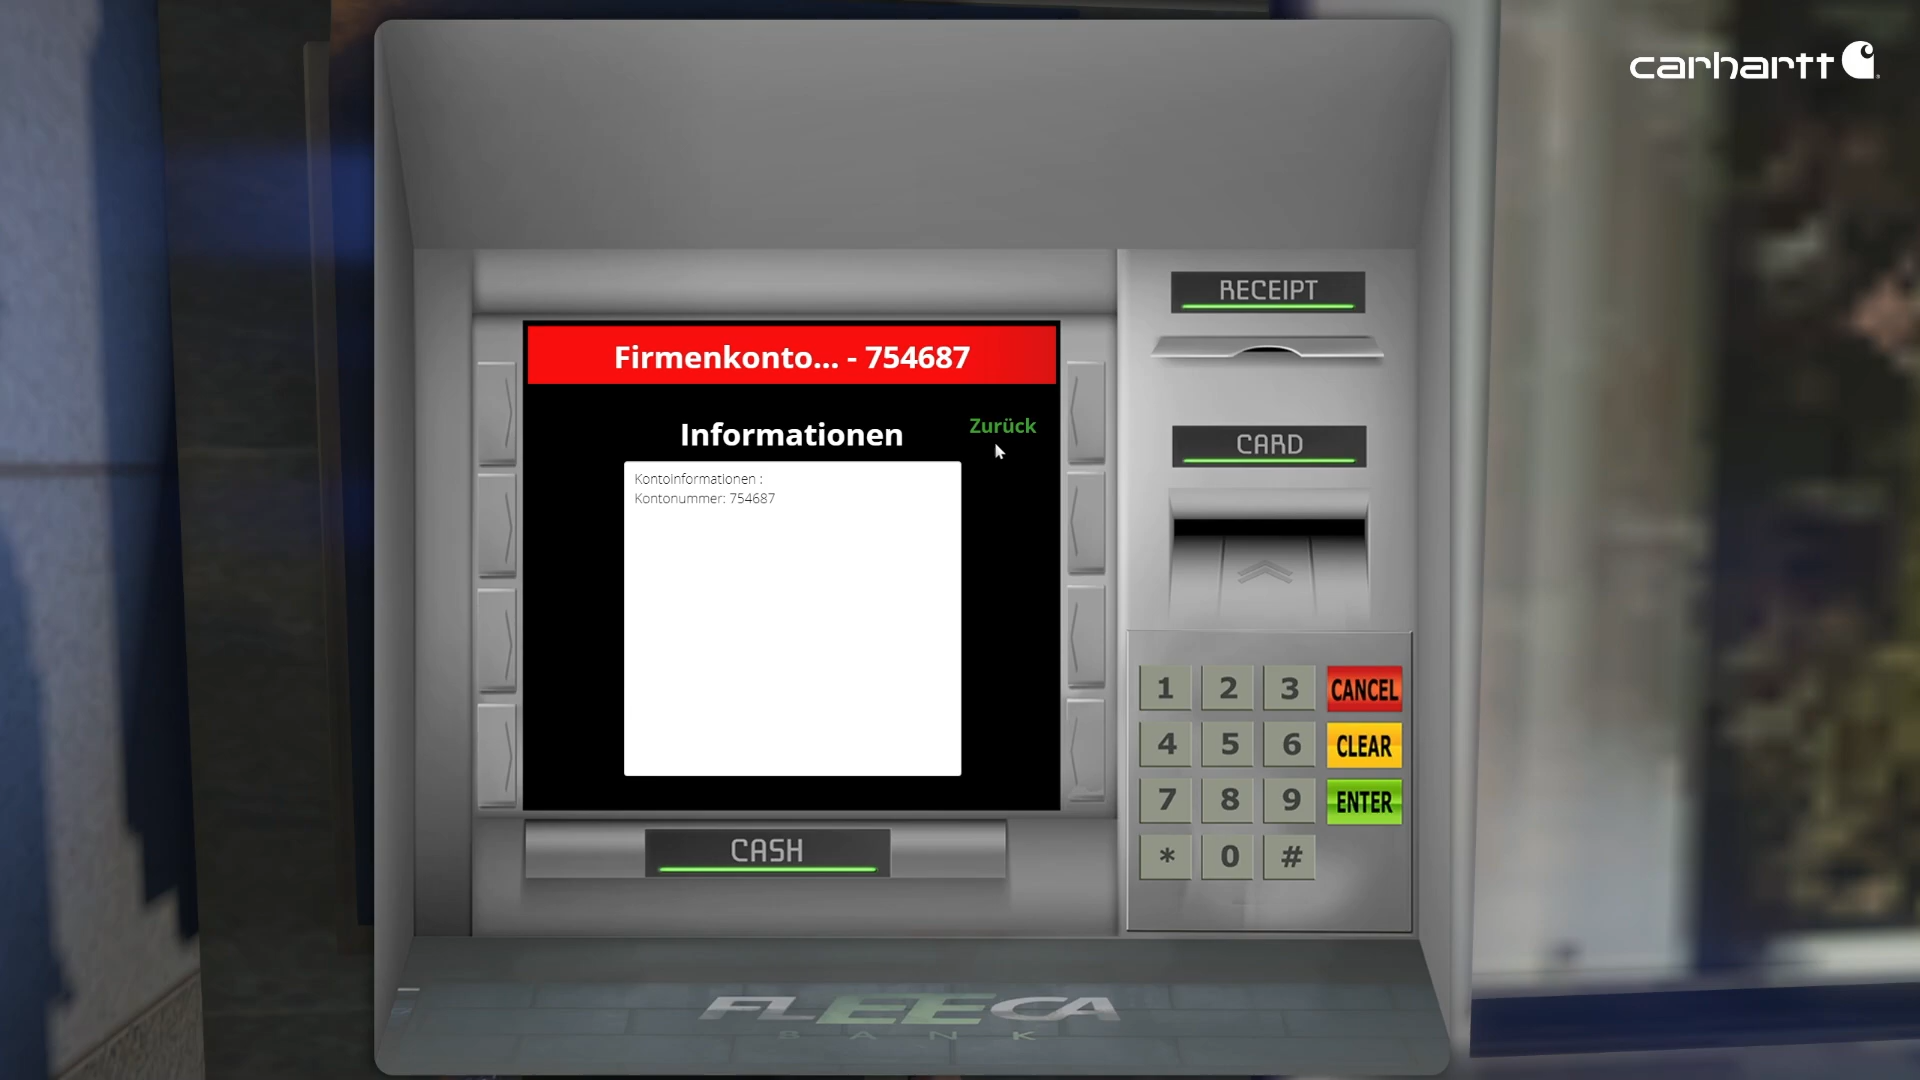 carhartt
RECEIPT
Firmenkonto... - 754687
Informationen
Zurück
CARD
Kontoinformationen :
Kontonummer: 754687
1 2 3 CANCEL
4 5 6 CLEAR
7 8 9 ENTER
* 0 #
CASH
FLEECA
BANK